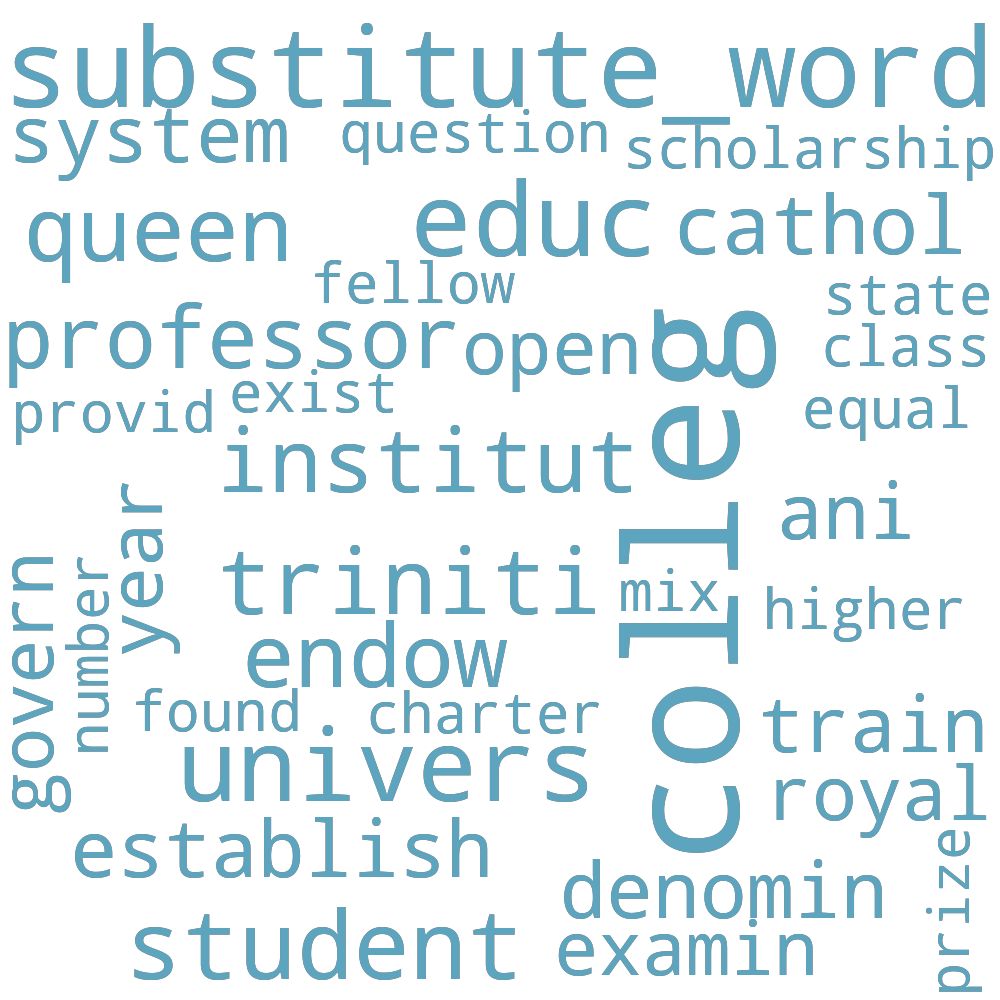 substitute_word
system question scholarship
queen educ cathol
fellow state
professor open class
provid exist equal
institut
colleg
year ani
govern number triniti mix higher
endow
found charter train
univers royal
establish prize
denomin
student examin